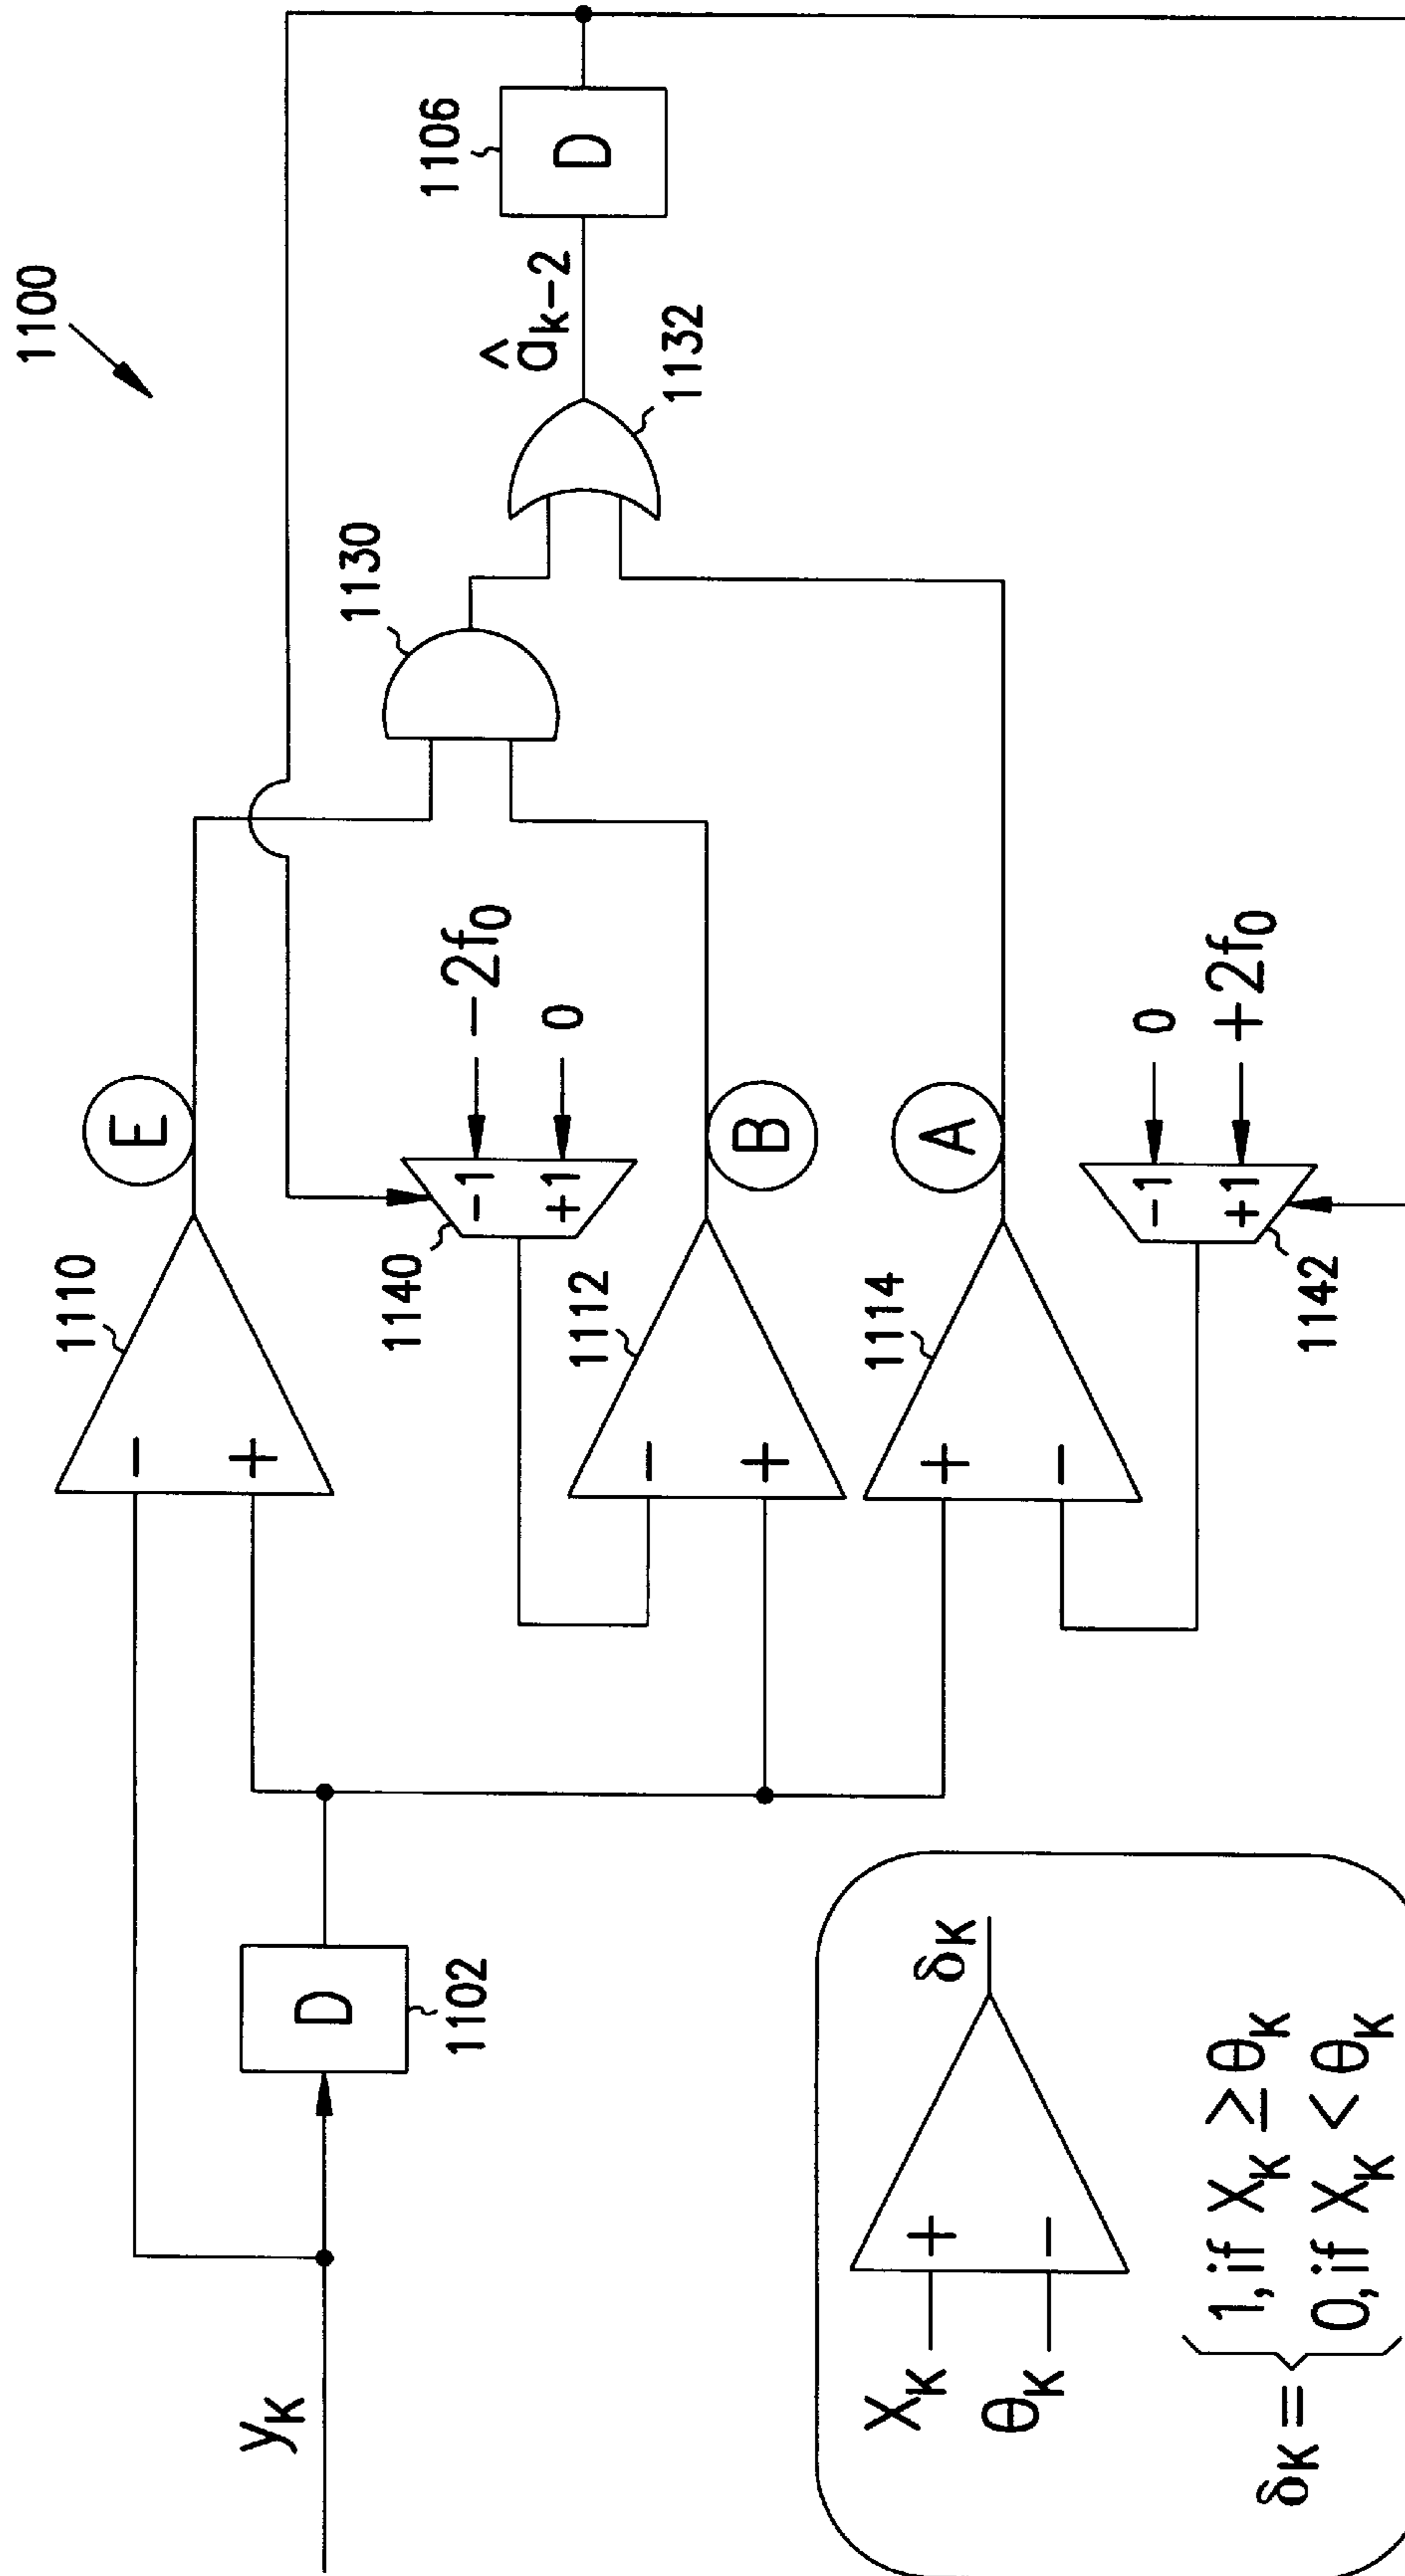 1100
y_K
D
1102
1110
−
+
E
1140
−1
+1
−2f_0
0
1112
−
+
B
1114
+
−
A
1142
−1
+1
0
+2f_0
1130
1132
â_{k−2}
D
1106
X_K
θ_K
+
−
δ_K
δ_K = { 1, if X_K ≥ θ_K
0, if X_K < θ_K